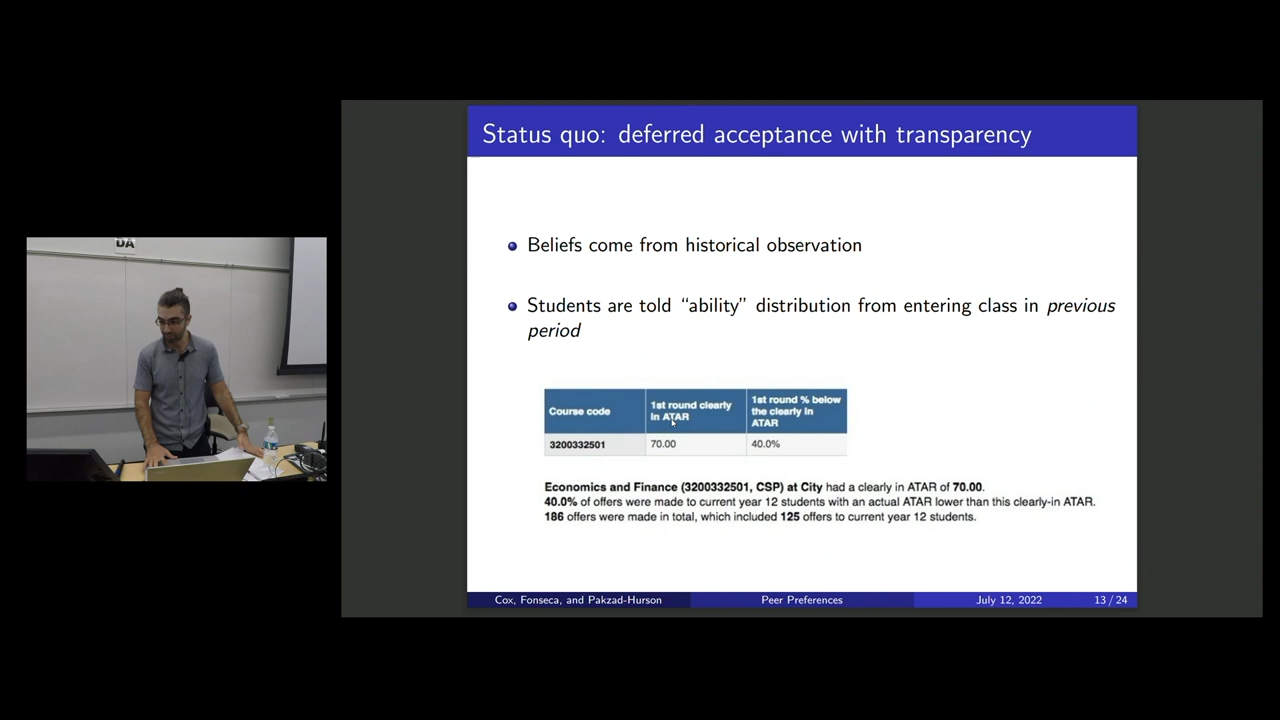 DA
Status quo: deferred acceptance with transparency
Beliefs come from historical observation
Students are told “ability” distribution from entering class in previous
period
Course code
1st round clearly
in ATAR
1st round % below
the clearly in
ATAR
3200332501
70.00
40.0%
Economics and Finance (3200332501, CSP) at City had a clearly in ATAR of 70.00.
40.0% of offers were made to current year 12 students with an actual ATAR lower than this clearly-in ATAR.
186 offers were made in total, which included 125 offers to current year 12 students.
Cox, Fonseca, and Pakzad-Hurson
Peer Preferences
July 12, 2022
13 / 24